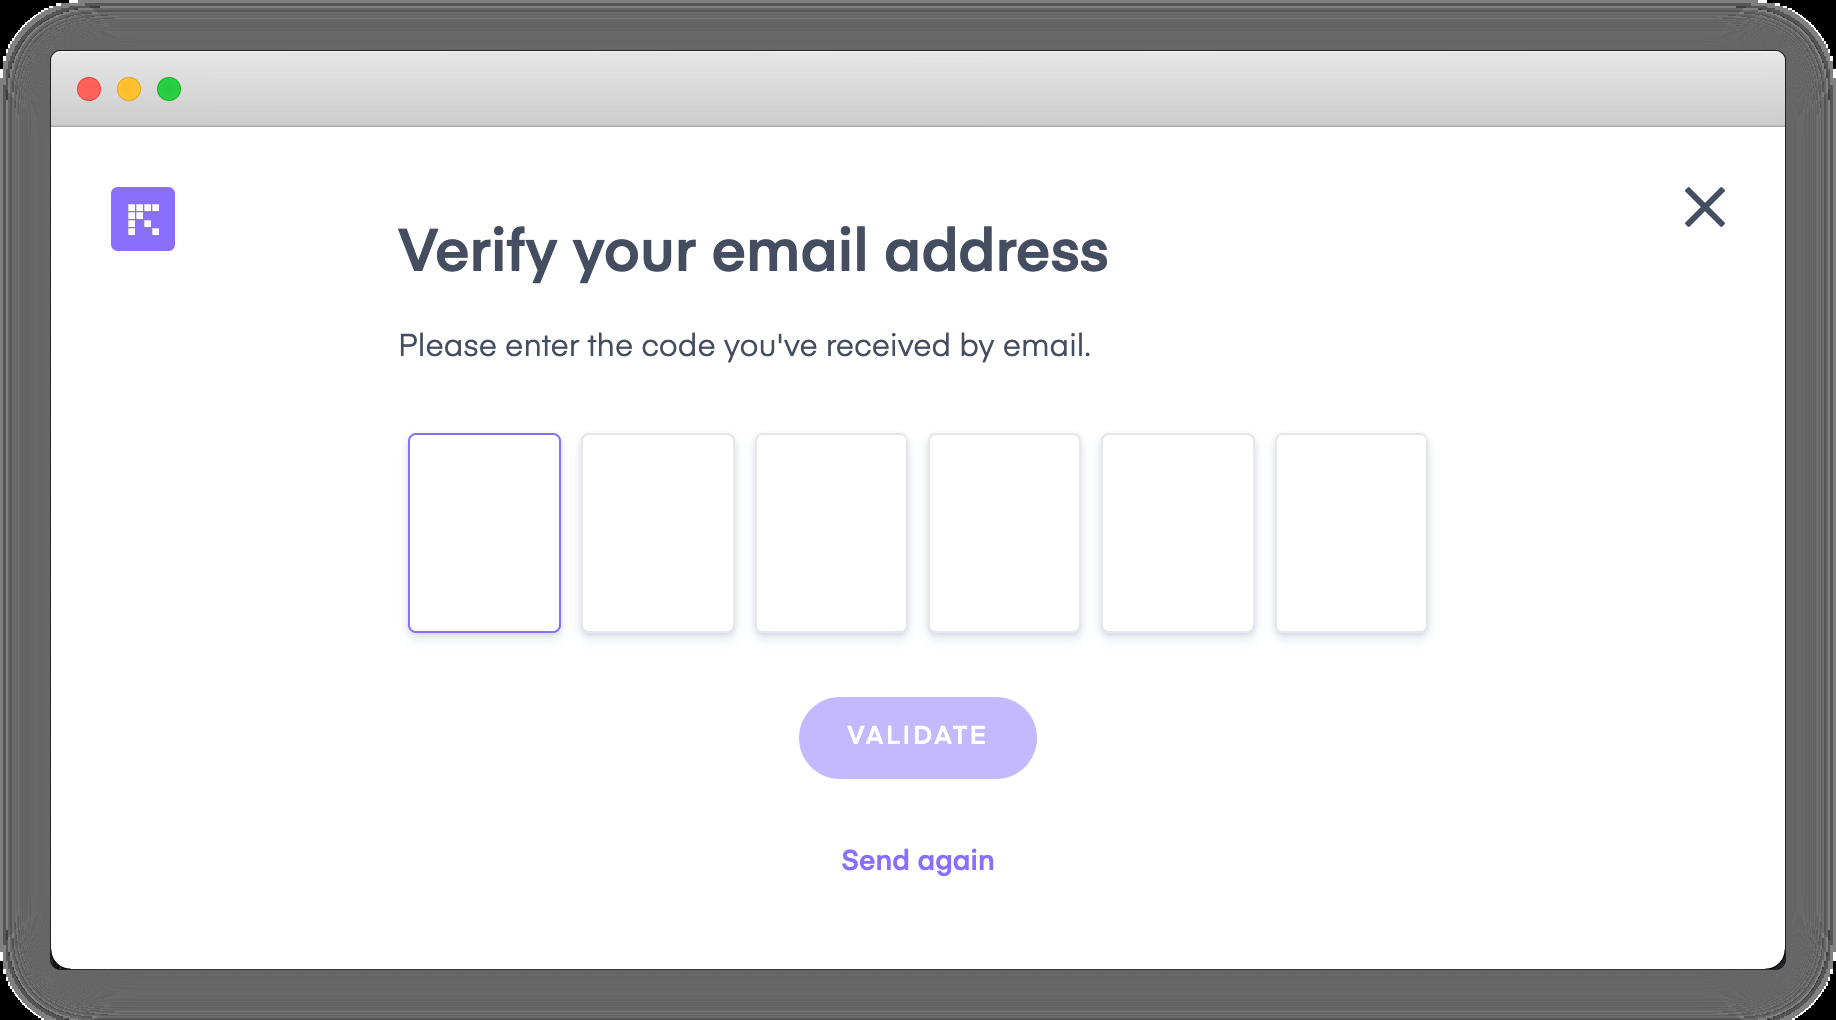 Verify your email address
Please enter the code you've received by email.
VALIDATE
Send again